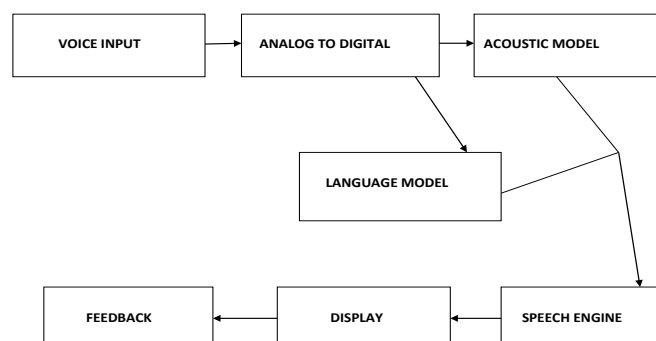 VOICE INPUT
ANALOG TO DIGITAL
ACOUSTIC MODEL
LANGUAGE MODEL
FEEDBACK
DISPLAY
SPEECH ENGINE